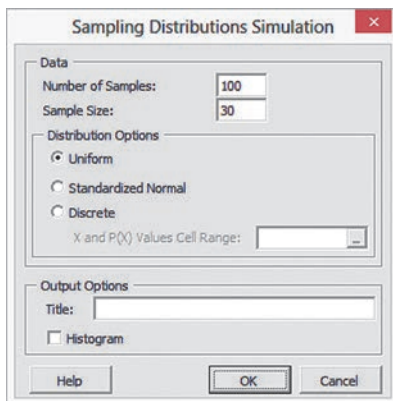 Sampling Distributions Simulation
Data
Number of Samples: 100
Sample Size: 30
Distribution Options
Uniform
Standardized Normal
Discrete
X and P(X) Values Cell Range:
Output Options
Title:
Histogram
Help OK Cancel